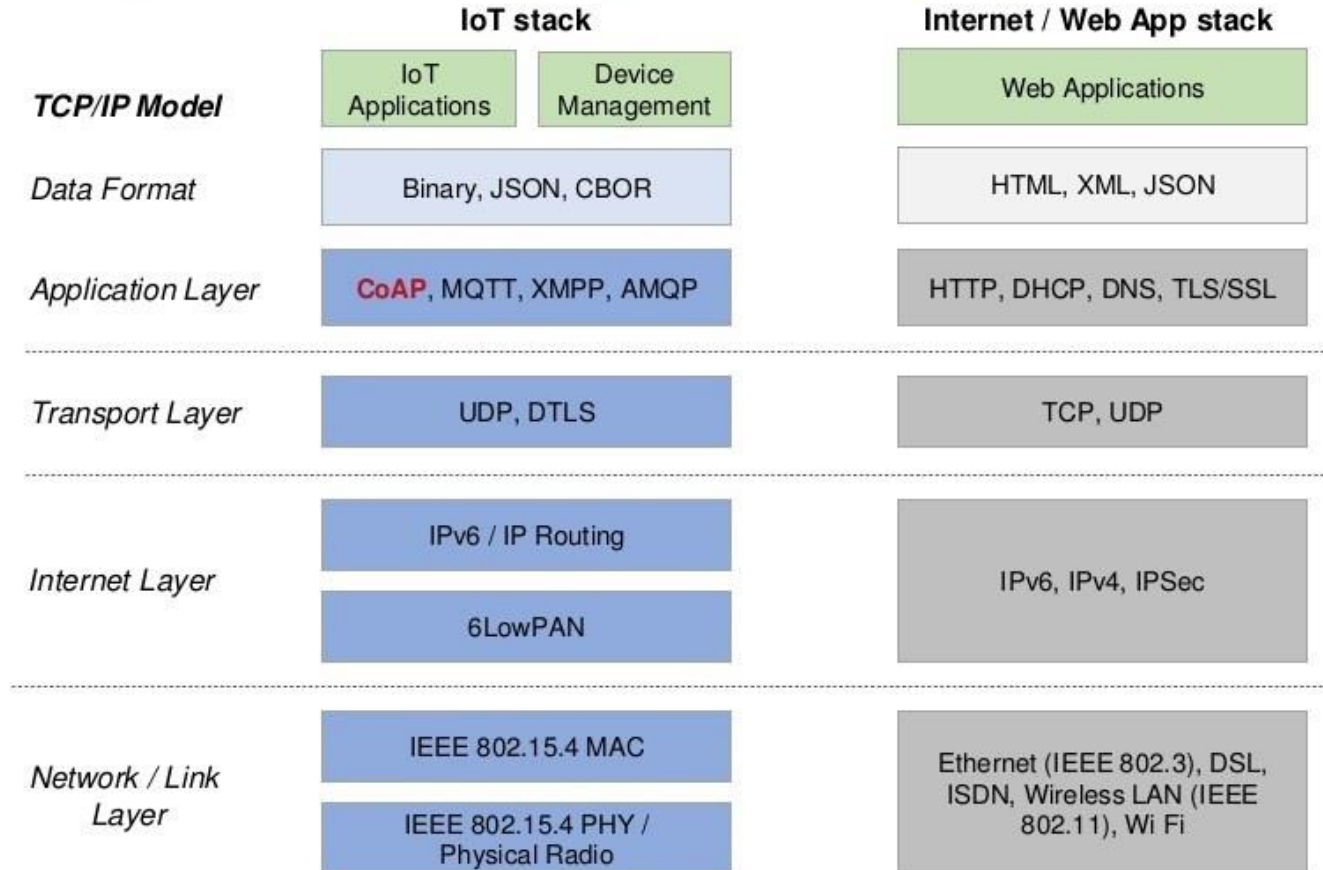 IoT stack
Internet / Web App stack
TCP/IP Model
IoT
Applications
Device
Management
Web Applications
Data Format
Binary, JSON, CBOR
HTML, XML, JSON
Application Layer
CoAP, MQTT, XMPP, AMQP
HTTP, DHCP, DNS, TLS/SSL
Transport Layer
UDP, DTLS
TCP, UDP
Internet Layer
IPv6 / IP Routing
6LowPAN
IPv6, IPv4, IPSec
Network / Link
Layer
IEEE 802.15.4 MAC
IEEE 802.15.4 PHY /
Physical Radio
Ethernet (IEEE 802.3), DSL,
ISDN, Wireless LAN (IEEE
802.11), Wi Fi